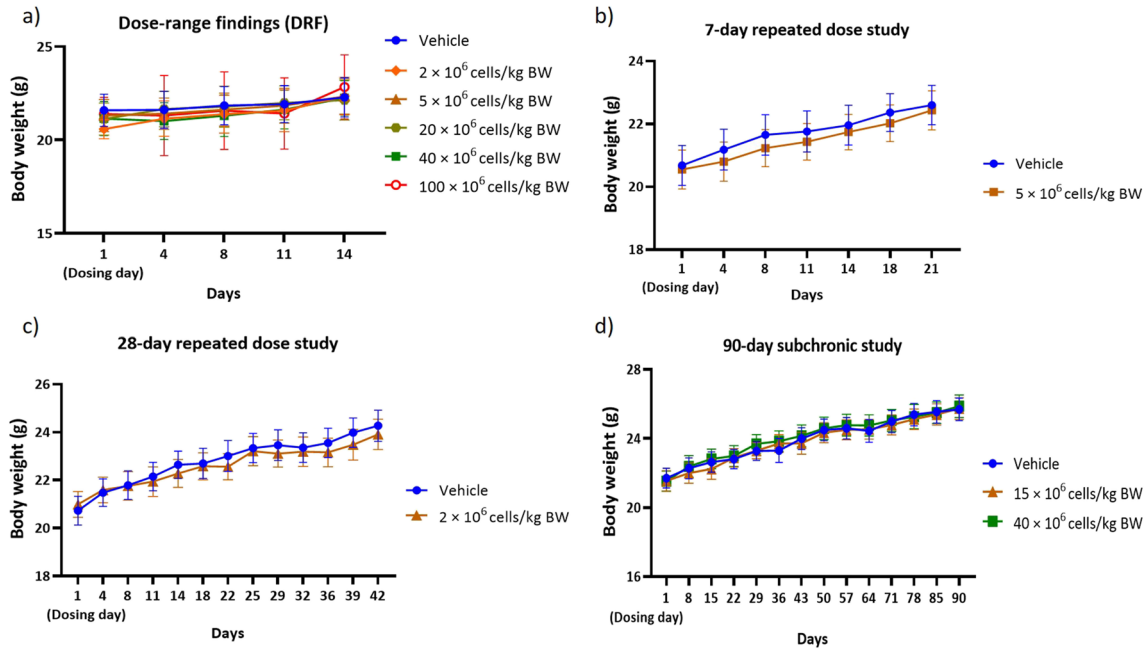 a)
Dose-range findings (DRF)
25
20
15
Body weight (g)
1
4
8
11
14
(Dosing day)
Days
Vehicle
2 × 10⁶ cells/kg BW
5 × 10⁶ cells/kg BW
20 × 10⁶ cells/kg BW
40 × 10⁶ cells/kg BW
100 × 10⁶ cells/kg BW
b)
7-day repeated dose study
24
22
20
18
Body weight (g)
1
4
8
11
14
18
21
(Dosing day)
Days
Vehicle
5 × 10⁶ cells/kg BW
c)
28-day repeated dose study
26
24
22
20
18
Body weight (g)
1 4 8 11 14 18 22 25 29 32 36 39 42
(Dosing day)
Days
Vehicle
2 × 10⁶ cells/kg BW
d)
90-day subchronic study
28
24
20
16
Body weight (g)
1 8 15 22 29 36 43 50 57 64 71 78 85 90
(Dosing day)
Days
Vehicle
15 × 10⁶ cells/kg BW
40 × 10⁶ cells/kg BW